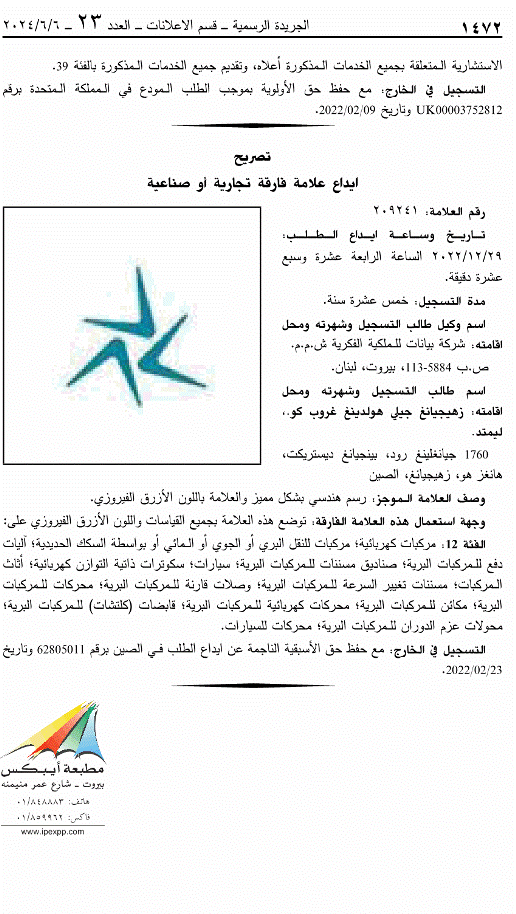 ١٤٧٢ الجريدة الرسمية ــ قسم الاعلانات ــ العدد ٢٣ ــ ٢٠٢٤/٦/٦
الاستشارية المتعلقة بجميع الخدمات المذكورة أعلاه، وتقديم جميع الخدمات المذكورة بالفئة 39.
التسجيل في الخارج: مع حفظ حق الأولوية بموجب الطلب المودع في المملكة المتحدة برقم
UK00003752812 وتاريخ 2022/02/09.
تصريح
ايداع علامة فارقة تجارية أو صناعية
رقم العلامة: ٢٠٩٢٤١
تـاريـخ وسـاعـة ايـداع الـطـلـب:
٢٠٢٢/١٢/٢٩ الساعة الرابعة عشرة وسبع
عشرة دقيقة.
مدة التسجيل: خمس عشرة سنة.
اسم وكيل طالب التسجيل وشهرته ومحل
اقامته: شركة بيانات للملكية الفكرية ش.م.م.
ص.ب 5884-113، بيروت، لبنان.
اسم طالب التسجيل وشهرته ومحل
اقامته: زهيجيانغ جيلي هولدينغ غروب كو.،
ليمتد.
1760 جيانغلينغ رود، بينجيانغ ديستريكت،
هانغز هو، زهيجيانغ، الصين
وصف العلامة الموجز: رسم هندسي بشكل مميز والعلامة باللون الأزرق الفيروزي.
وجهة استعمال هذه العلامة الفارقة: توضع هذه العلامة بجميع القياسات واللون الأزرق الفيروزي على:
الفئة 12: مركبات كهربائية؛ مركبات للنقل البري أو الجوي أو المائي أو بواسطة السكك الحديدية؛ آليات
دفع للمركبات البرية؛ صناديق مسننات للمركبات البرية؛ سيارات؛ سكوترات ذاتية التوازن كهربائية؛ أثاث
المركبات؛ مسننات تغيير السرعة للمركبات البرية؛ وصلات قارنة للمركبات البرية؛ محركات للمركبات
البرية؛ مكائن للمركبات البرية؛ محركات كهربائية للمركبات البرية؛ قابضات (كلتشات) للمركبات البرية؛
محولات عزم الدوران للمركبات البرية؛ محركات للسيارات.
التسجيل في الخارج: مع حفظ حق الأسبقية الناجمة عن ايداع الطلب في الصين برقم 62805011 وتاريخ
2022/02/23.
مطبعة آيبكس
بيروت ــ شارع عمر منيمنه
هاتف: ٠١/٨٤٨٨٨٣
فاكس: ٠١/٨٥٩٩٦٢
www.ipexpp.com